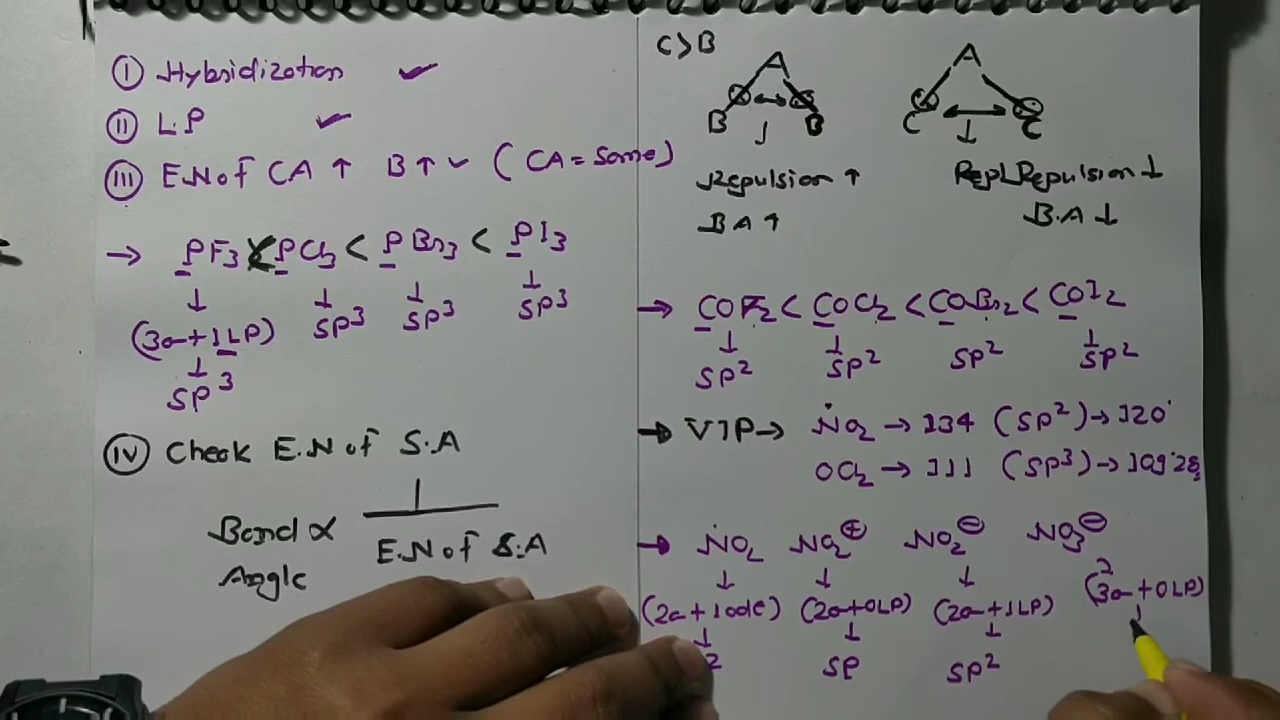 ① Hybridization ✓
② L.P ✓
③ E.N of CA ↑ B↑ ✓ (CA = Same)
→ PF3 < PCl3 < PBr3 < PI3
↓ ↓ ↓ ↓
(3σ+1LP) SP3 SP3 SP3
↓
SP3
④ Check E.N of S.A
Bond ∝ 1
Angle E.N of S.A
C>B
A A
B B C C
Repulsion ↑ Repulsion ↓
BA ↑ B.A ↓
→ COF2 < COCl2 < COBr2 < COI2
↓ ↓ ↓
SP2 SP2 SP2 SP2
→ VIP → NO2 → 134 (SP2) → 120°
OCl2 → 111 (SP3) → 109°28
→ NO2 NO2⊕ NO2⊖ NO3⊖
↓ ↓ ↓
(2σ+1ode) (2σ+0LP) (2σ+1LP) (3σ+0LP)
↓ ↓ ↓
2 SP SP2